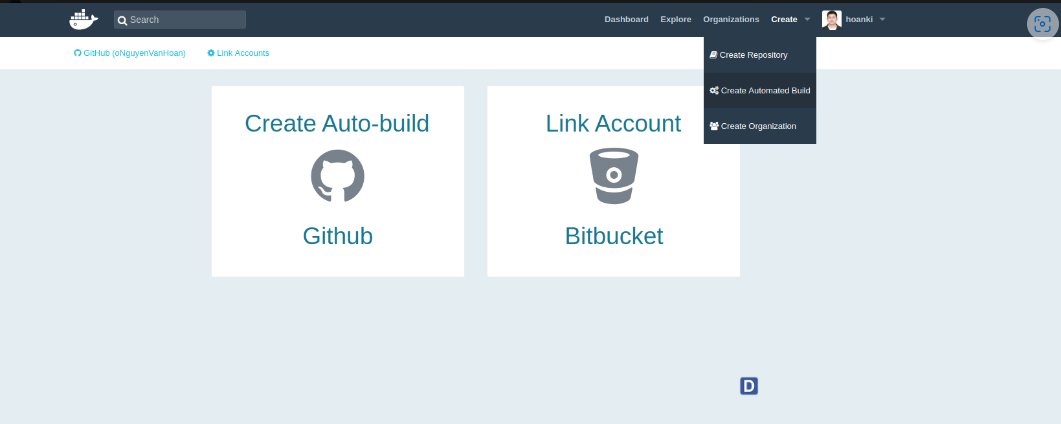 Search
Dashboard Explore Organizations Create hoanki
GitHub (oNguyenVanHoan) Link Accounts
Create Repository
Create Automated Build
Create Organization
Create Auto-build
Github
Link Account
Bitbucket
D